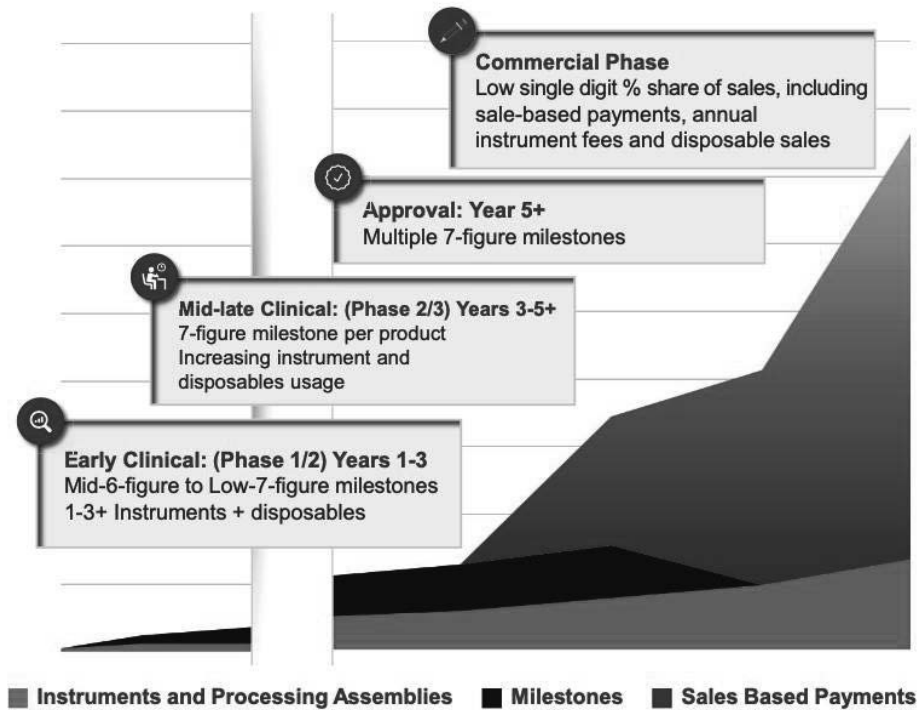 Commercial Phase
Low single digit % share of sales, including
sale-based payments, annual
instrument fees and disposable sales
Approval: Year 5+
Multiple 7-figure milestones
Mid-late Clinical: (Phase 2/3) Years 3-5+
7-figure milestone per product
Increasing instrument and
disposables usage
Early Clinical: (Phase 1/2) Years 1-3
Mid-6-figure to Low-7-figure milestones
1-3+ Instruments + disposables
Instruments and Processing Assemblies Milestones Sales Based Payments